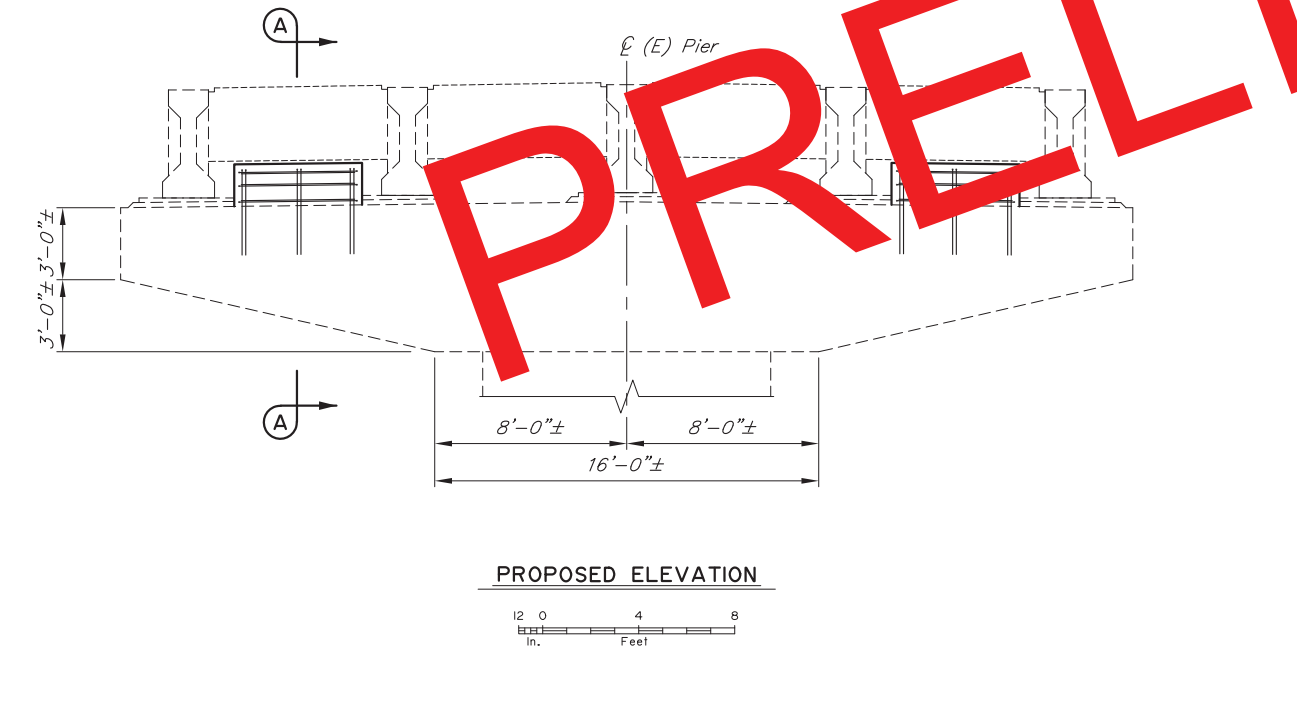 A
℄ (E) Pier
PRELI
3'-0"±
3'-0"±
A
8'-0"± 8'-0"±
16'-0"±
PROPOSED ELEVATION
12 0 4 8
In. Feet